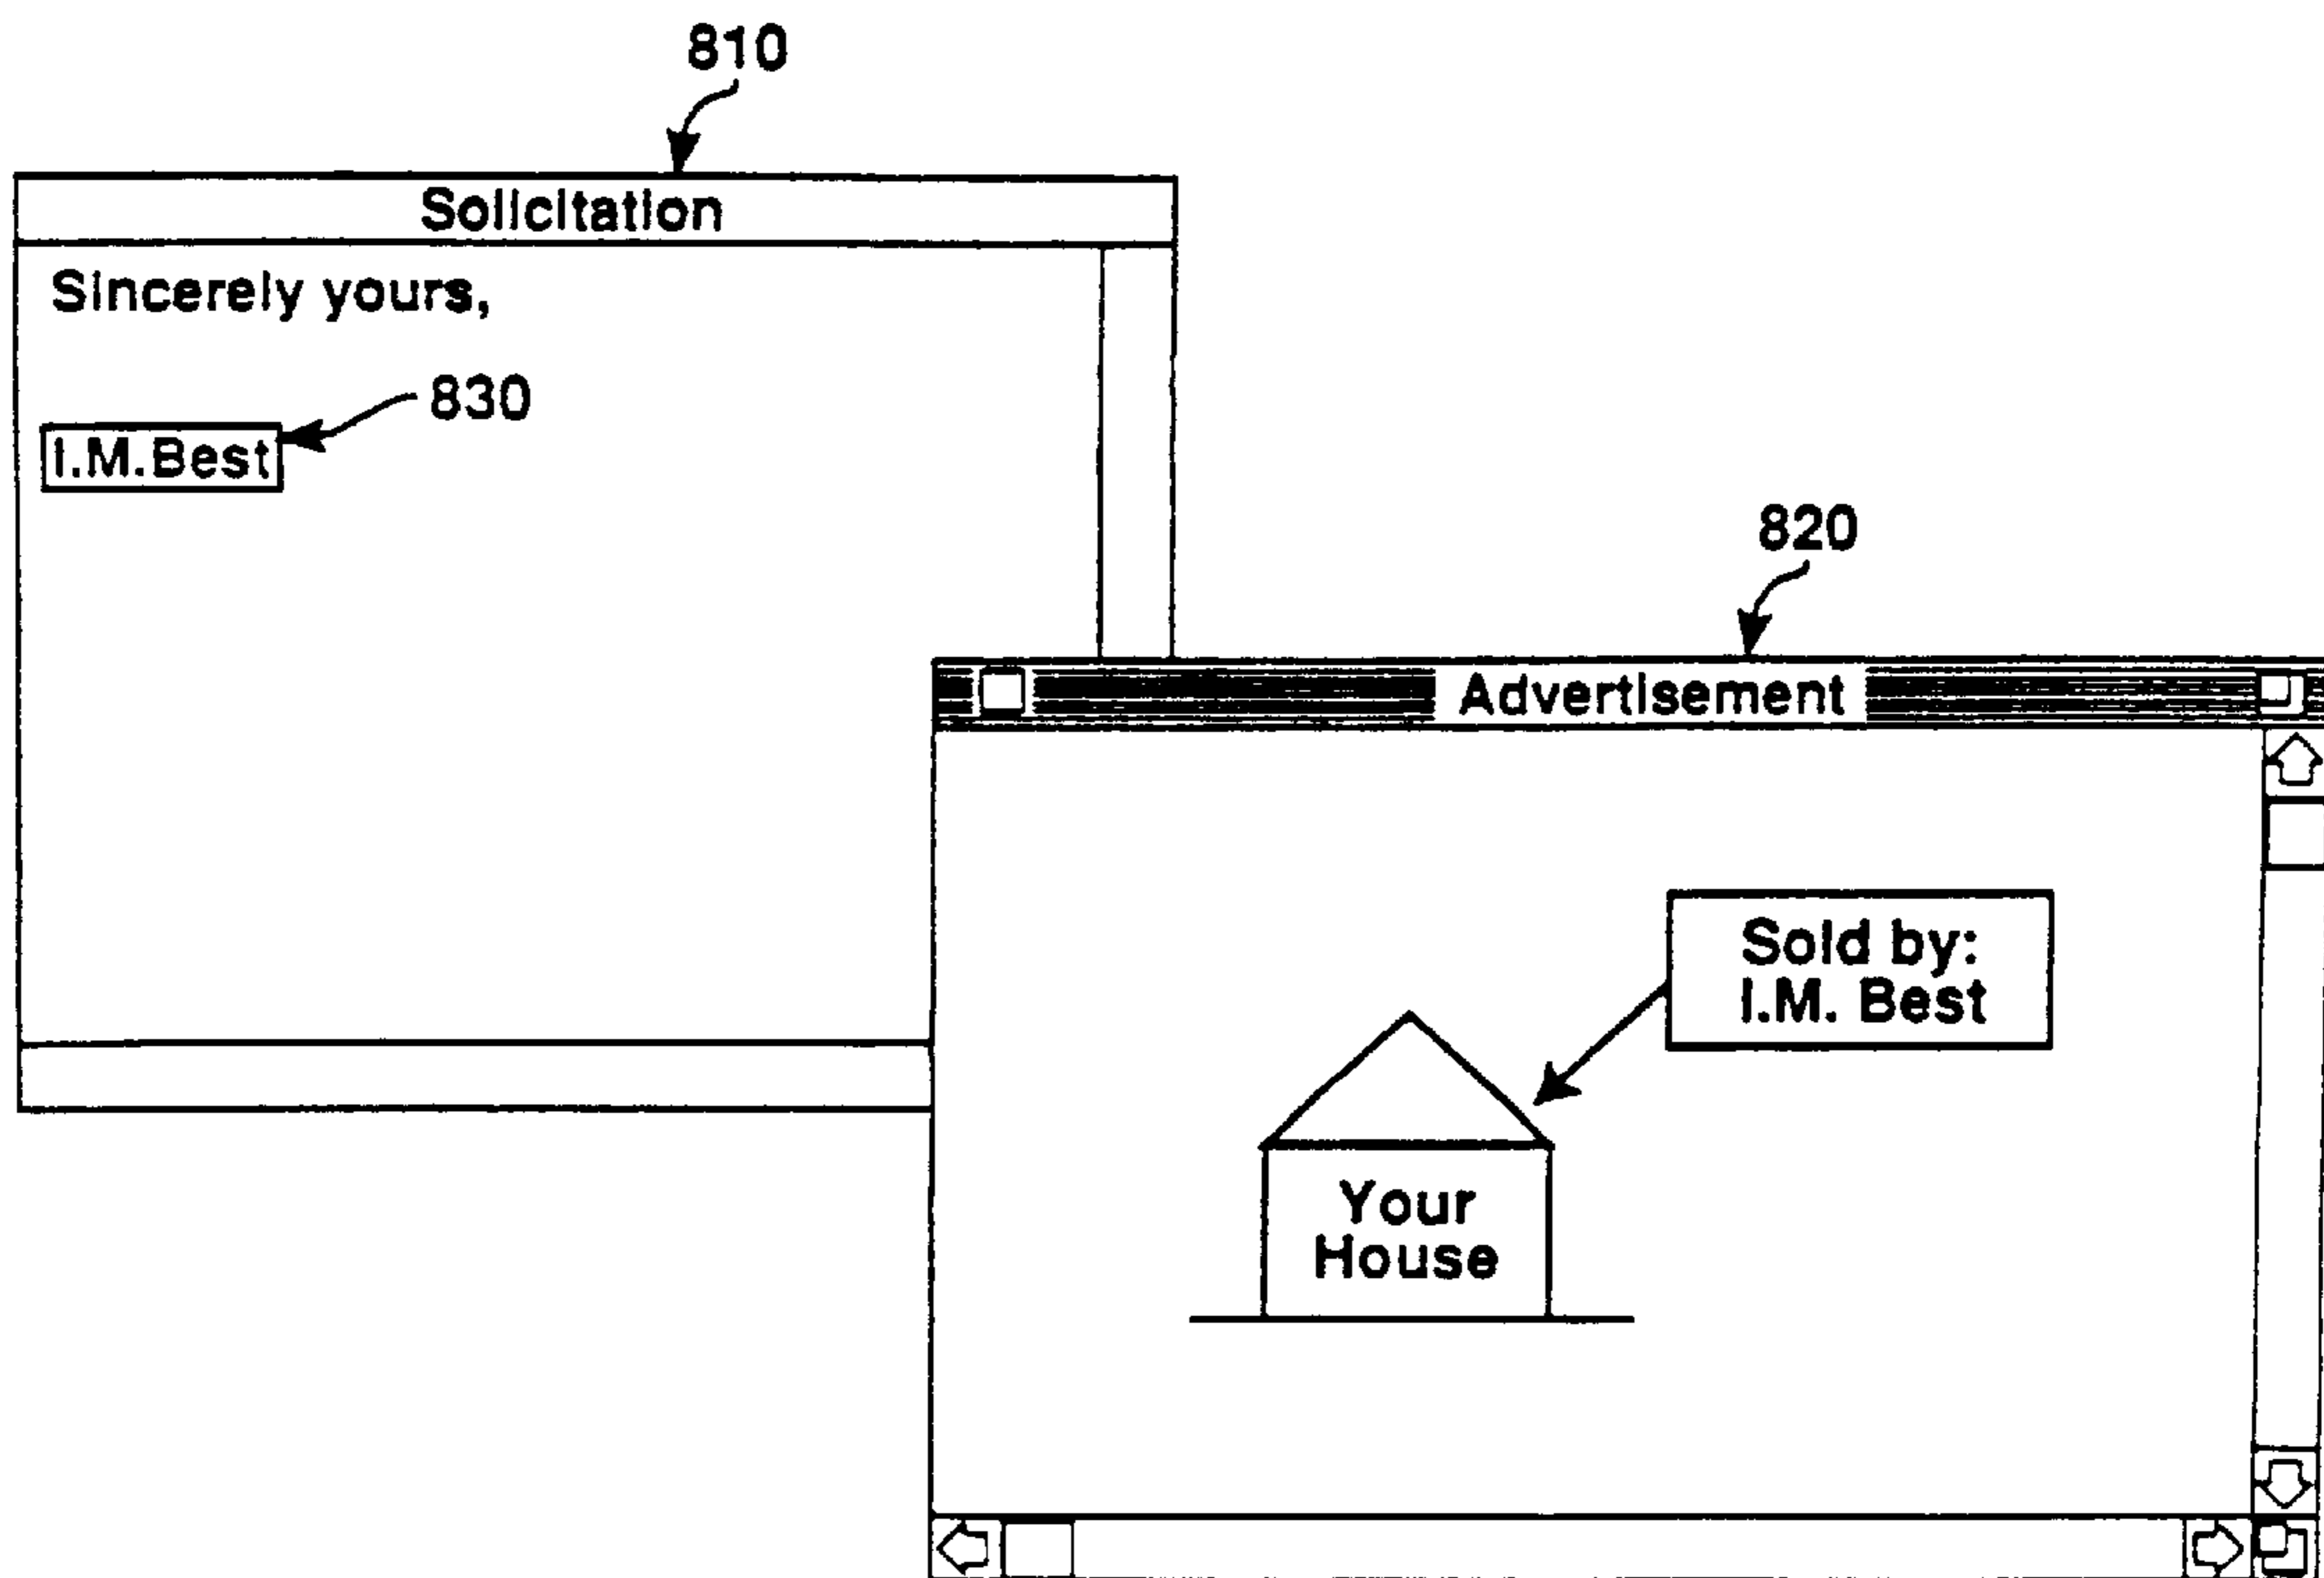 810
Solicitation
Sincerely yours,
830
I.M.Best
820
Advertisement
Sold by:
I.M. Best
Your
House